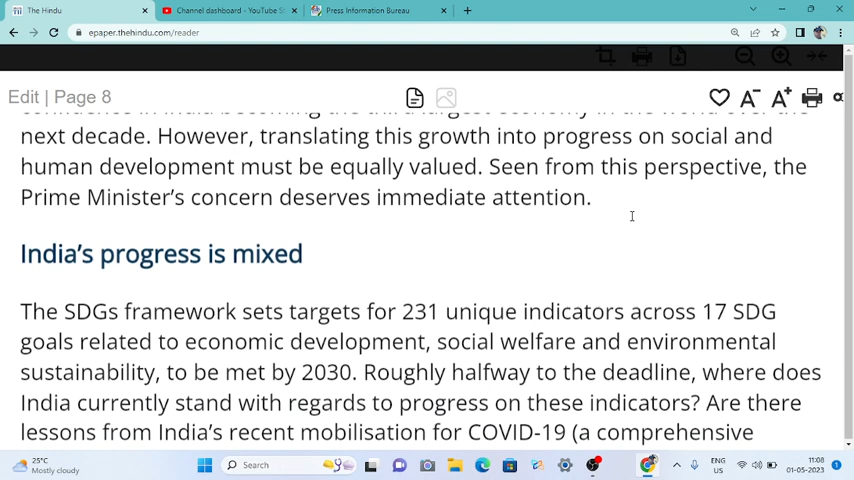 The Hindu
Channel dashboard - YouTube St
Press Information Bureau
epaper.thehindu.com/reader
Edit | Page 8
A- A+
next decade. However, translating this growth into progress on social and
human development must be equally valued. Seen from this perspective, the
Prime Minister's concern deserves immediate attention.
India's progress is mixed
The SDGs framework sets targets for 231 unique indicators across 17 SDG
goals related to economic development, social welfare and environmental
sustainability, to be met by 2030. Roughly halfway to the deadline, where does
India currently stand with regards to progress on these indicators? Are there
lessons from India's recent mobilisation for COVID-19 (a comprehensive
25°C
Mostly cloudy
Search
ENG
US
11:08
01-05-2023